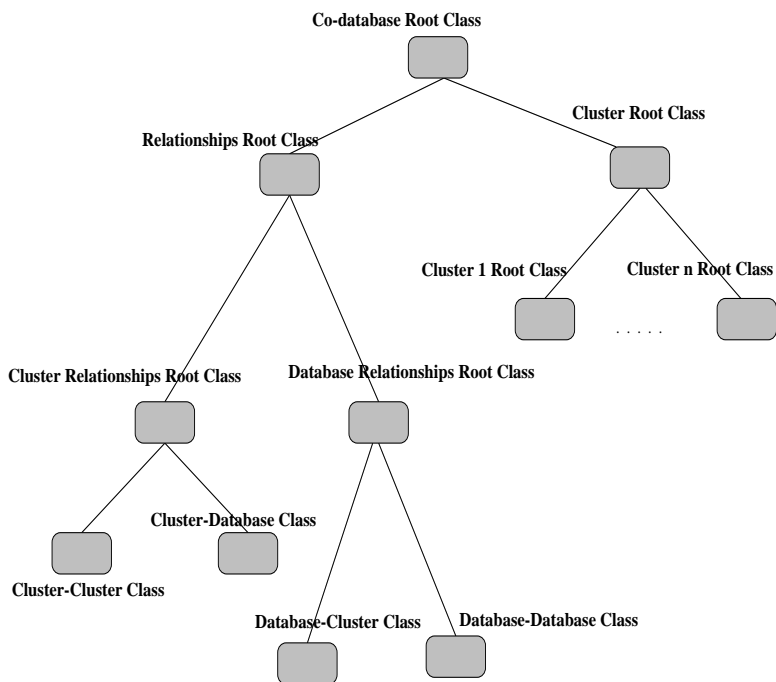 Co-database Root Class
Cluster Root Class
Relationships Root Class
Cluster 1 Root Class
Cluster n Root Class
. . . . .
Cluster Relationships Root Class
Database Relationships Root Class
Cluster-Database Class
Cluster-Cluster Class
Database-Cluster Class
Database-Database Class